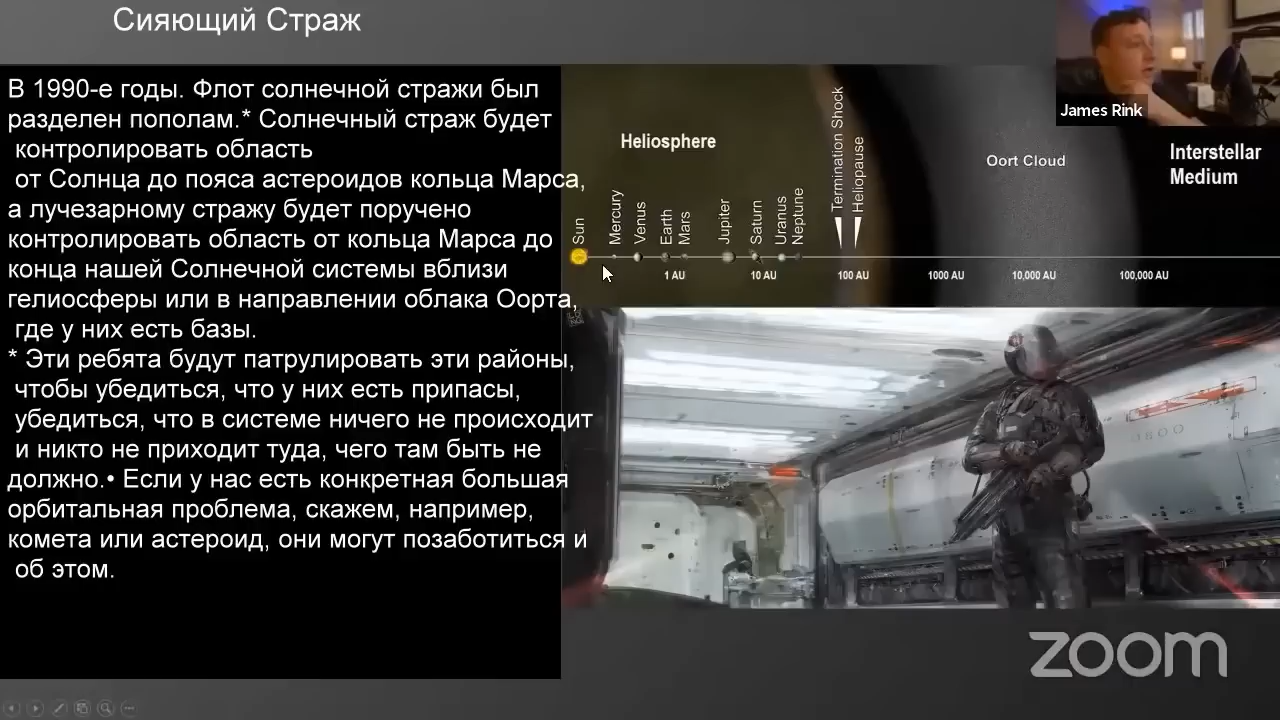 Сияющий Страж
В 1990-е годы. Флот солнечной стражи был
разделен пополам.* Солнечный страж будет
контролировать область
от Солнца до пояса астероидов кольца Марса,
а лучезарному стражу будет поручено
контролировать область от кольца Марса до
конца нашей Солнечной системы вблизи
гелиосферы или в направлении облака Оорта,
где у них есть базы.
* Эти ребята будут патрулировать эти районы,
чтобы убедиться, что у них есть припасы,
убедиться, что в системе ничего не происходит
и никто не приходит туда, чего там быть не
должно.• Если у нас есть конкретная большая
орбитальная проблема, скажем, например,
комета или астероид, они могут позаботиться и
об этом.
James Rink
Heliosphere
Termination Shock
Heliopause
Oort Cloud
Interstellar
Medium
Sun
Mercury
Venus
Earth
Mars
Jupiter
Saturn
Uranus
Neptune
1 AU
10 AU
100 AU
1000 AU
10,000 AU
100,000 AU
zoom